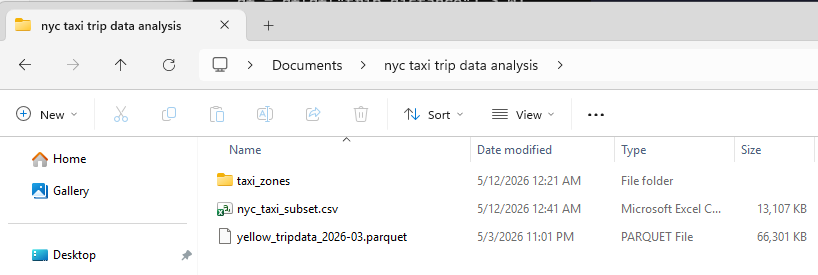 nyc taxi trip data analysis
Documents
nyc taxi trip data analysis
New
Sort
View
Home
Gallery
Desktop
Name Date modified Type Size
taxi_zones 5/12/2026 12:21 AM File folder
nyc_taxi_subset.csv 5/12/2026 12:41 AM Microsoft Excel C... 13,107 KB
yellow_tripdata_2026-03.parquet 5/3/2026 11:01 PM PARQUET File 66,301 KB